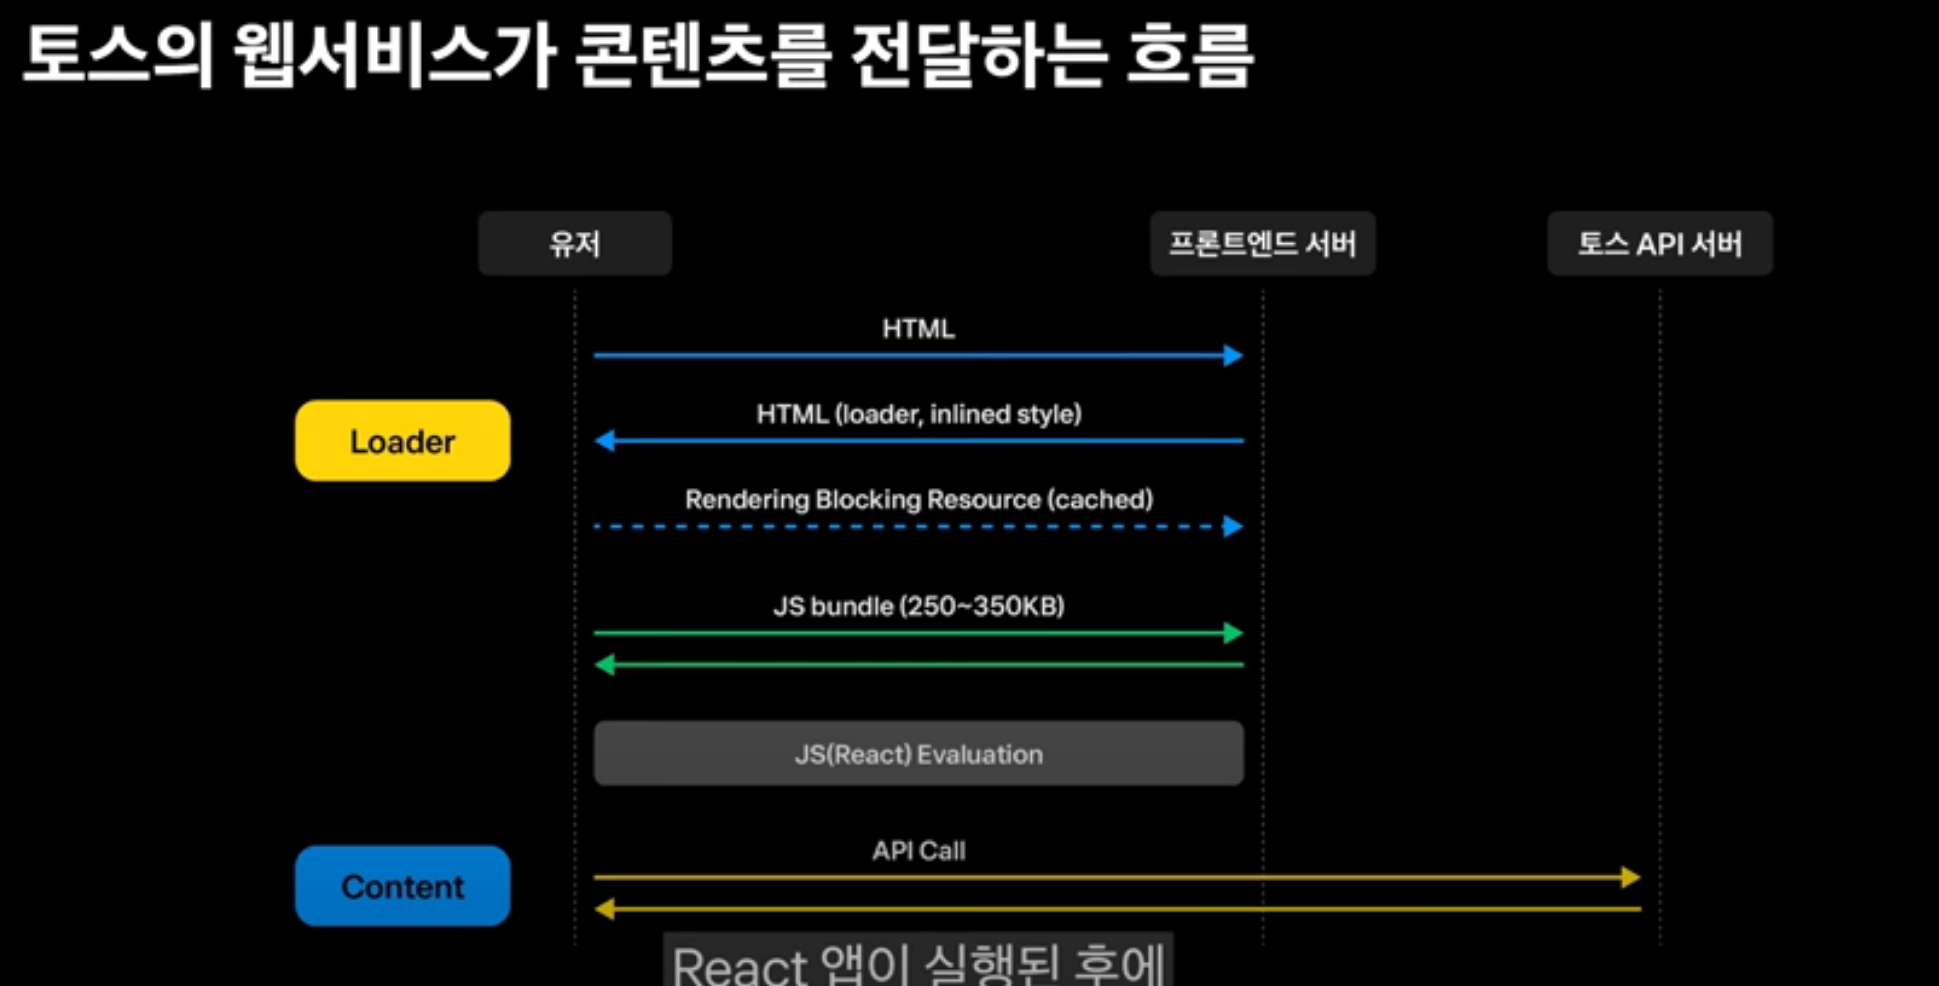 토스의 웹서비스가 콘텐츠를 전달하는 흐름
유저
프론트엔드 서버
토스 API 서버
HTML
HTML (loader, inlined style)
Loader
Rendering Blocking Resource (cached)
JS bundle (250~350KB)
JS(React) Evaluation
API Call
Content
React 앱이 실행된 후에